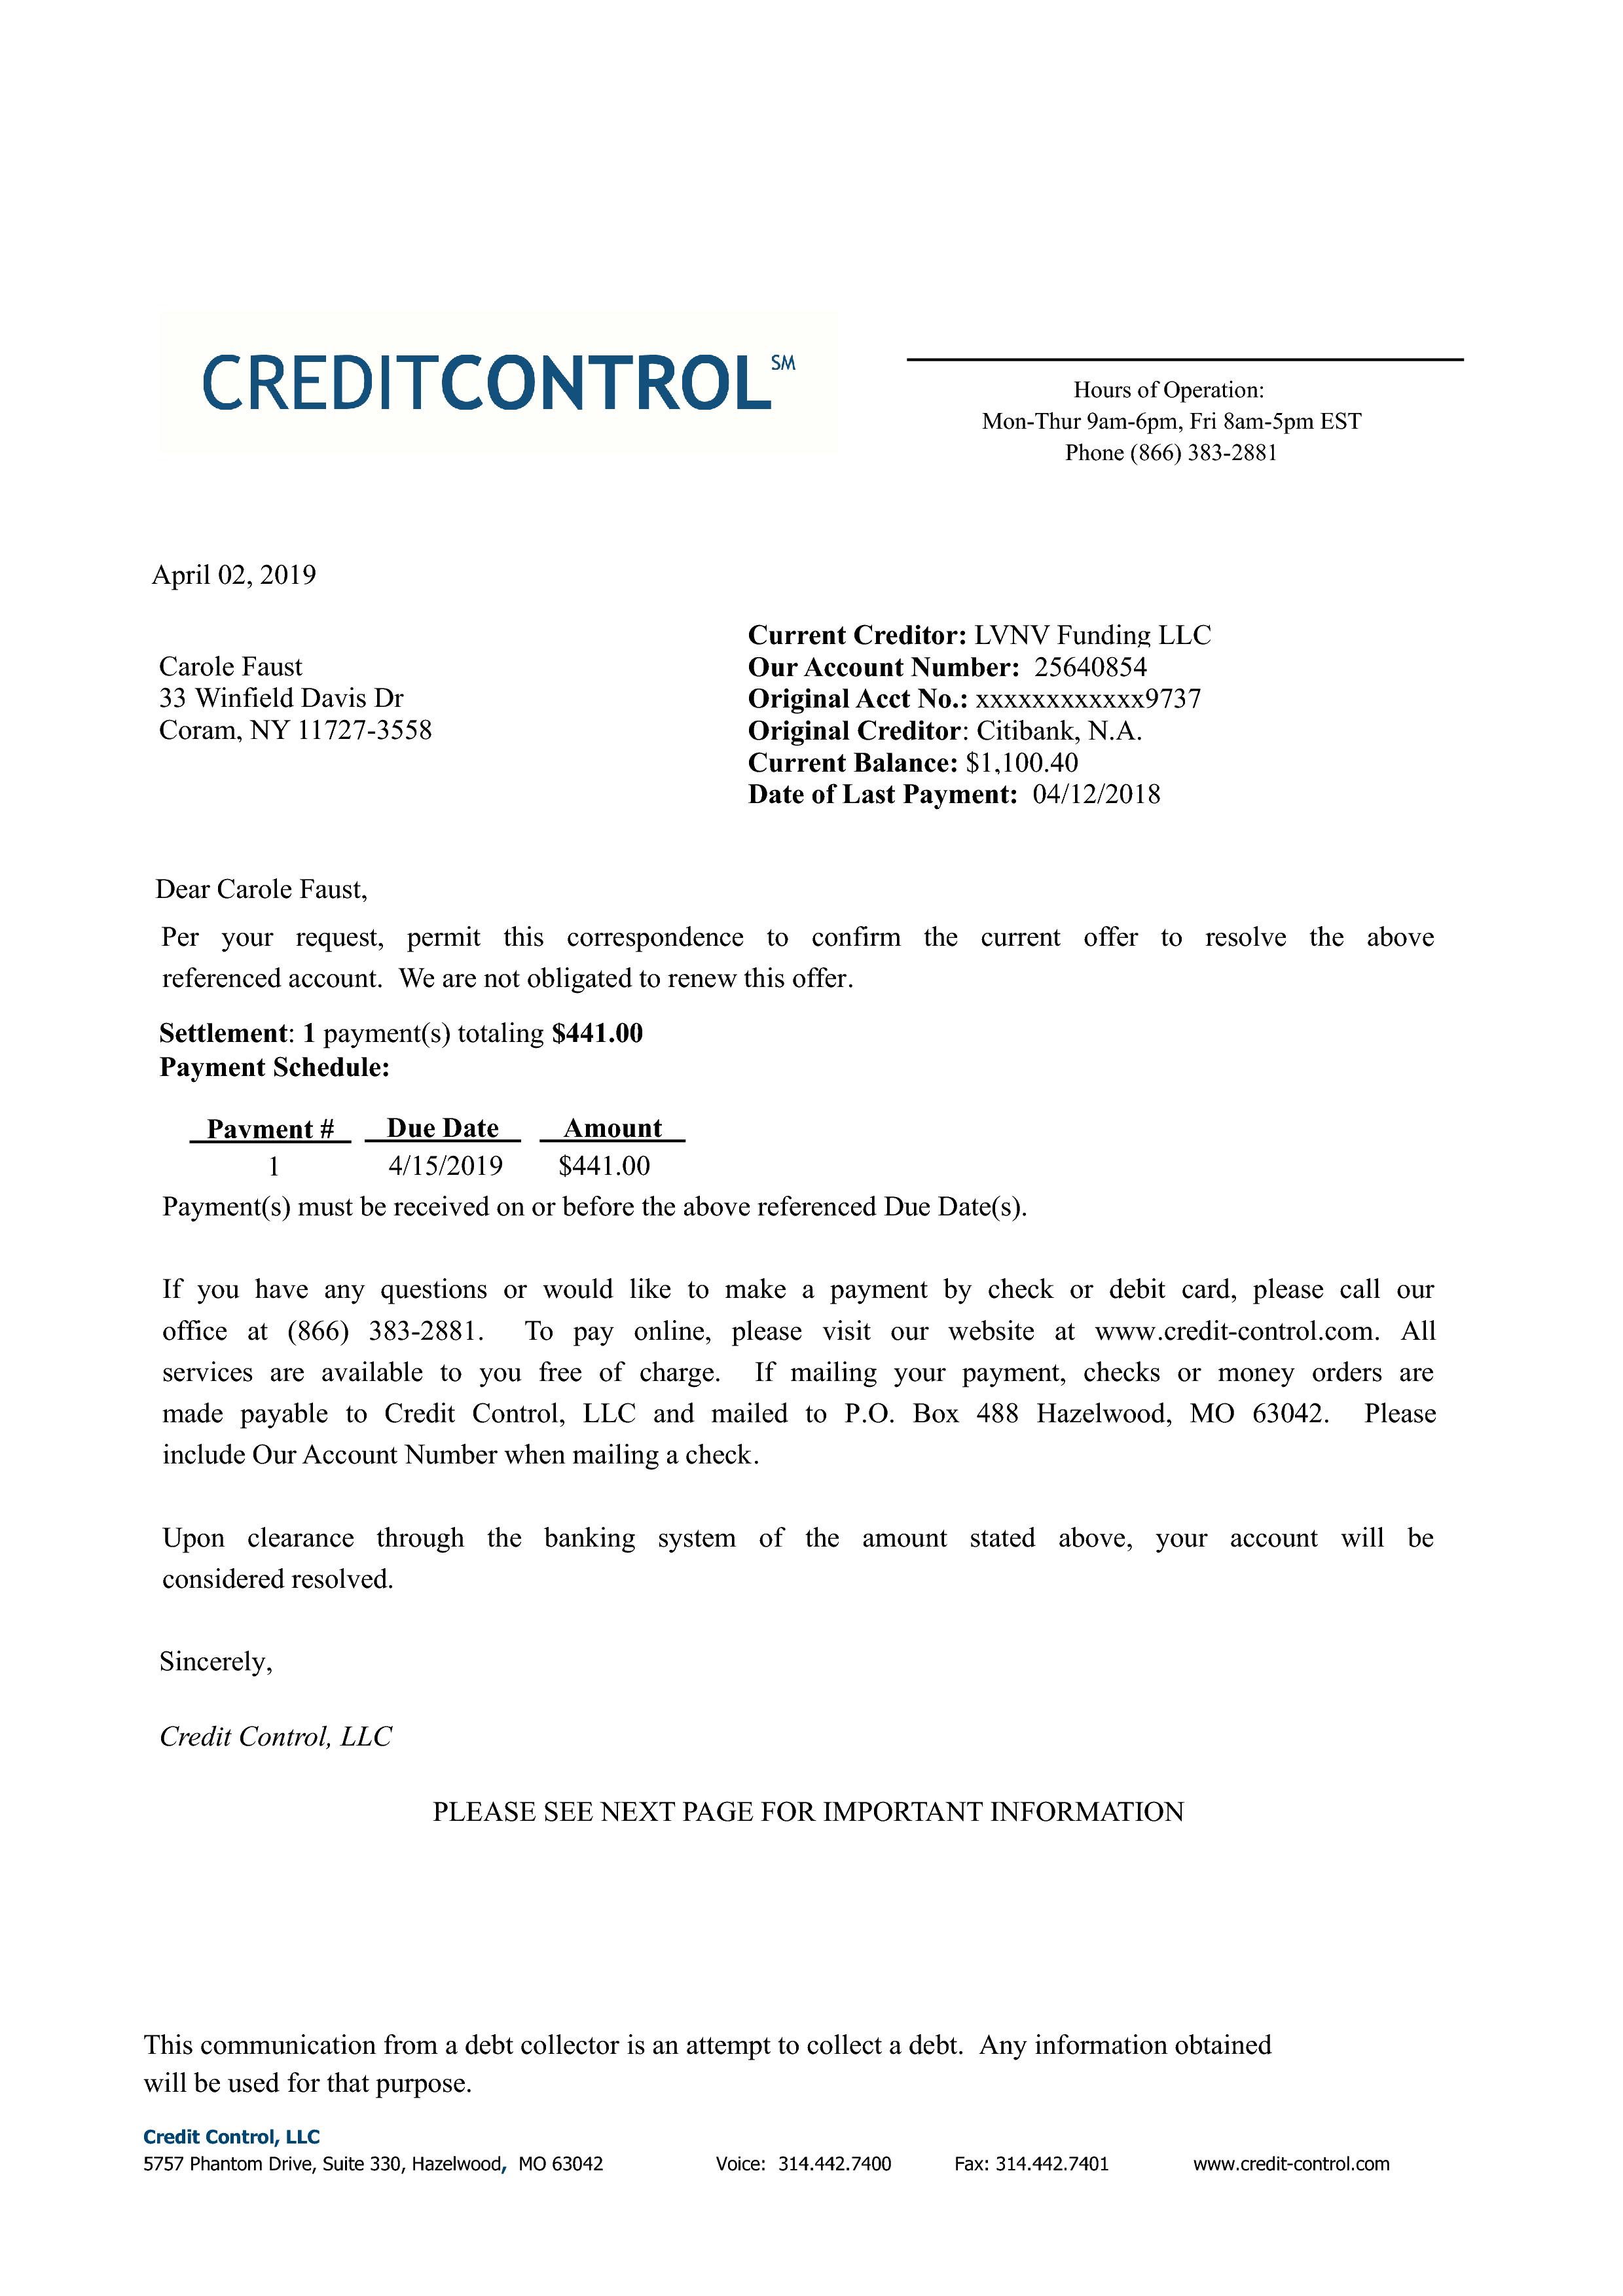 CREDITCONTROL SM
Hours of Operation:
Mon-Thur 9am-6pm, Fri 8am-5pm EST
Phone (866) 383-2881
April 02, 2019
Carole Faust
33 Winfield Davis Dr
Coram, NY 11727-3558
Current Creditor: LVNV Funding LLC
Our Account Number: 25640854
Original Acct No.: xxxxxxxxxxxx9737
Original Creditor: Citibank, N.A.
Current Balance: $1,100.40
Date of Last Payment: 04/12/2018
Dear Carole Faust,
Per your request, permit this correspondence to confirm the current offer to resolve the above
referenced account. We are not obligated to renew this offer.
Settlement: 1 payment(s) totaling $441.00
Payment Schedule:
Payment # Due Date Amount
1 4/15/2019 $441.00
Payment(s) must be received on or before the above referenced Due Date(s).
If you have any questions or would like to make a payment by check or debit card, please call our
office at (866) 383-2881. To pay online, please visit our website at www.credit-control.com. All
services are available to you free of charge. If mailing your payment, checks or money orders are
made payable to Credit Control, LLC and mailed to P.O. Box 488 Hazelwood, MO 63042. Please
include Our Account Number when mailing a check.
Upon clearance through the banking system of the amount stated above, your account will be
considered resolved.
Sincerely,
Credit Control, LLC
PLEASE SEE NEXT PAGE FOR IMPORTANT INFORMATION
This communication from a debt collector is an attempt to collect a debt. Any information obtained
will be used for that purpose.
Credit Control, LLC
5757 Phantom Drive, Suite 330, Hazelwood, MO 63042 Voice: 314.442.7400 Fax: 314.442.7401 www.credit-control.com